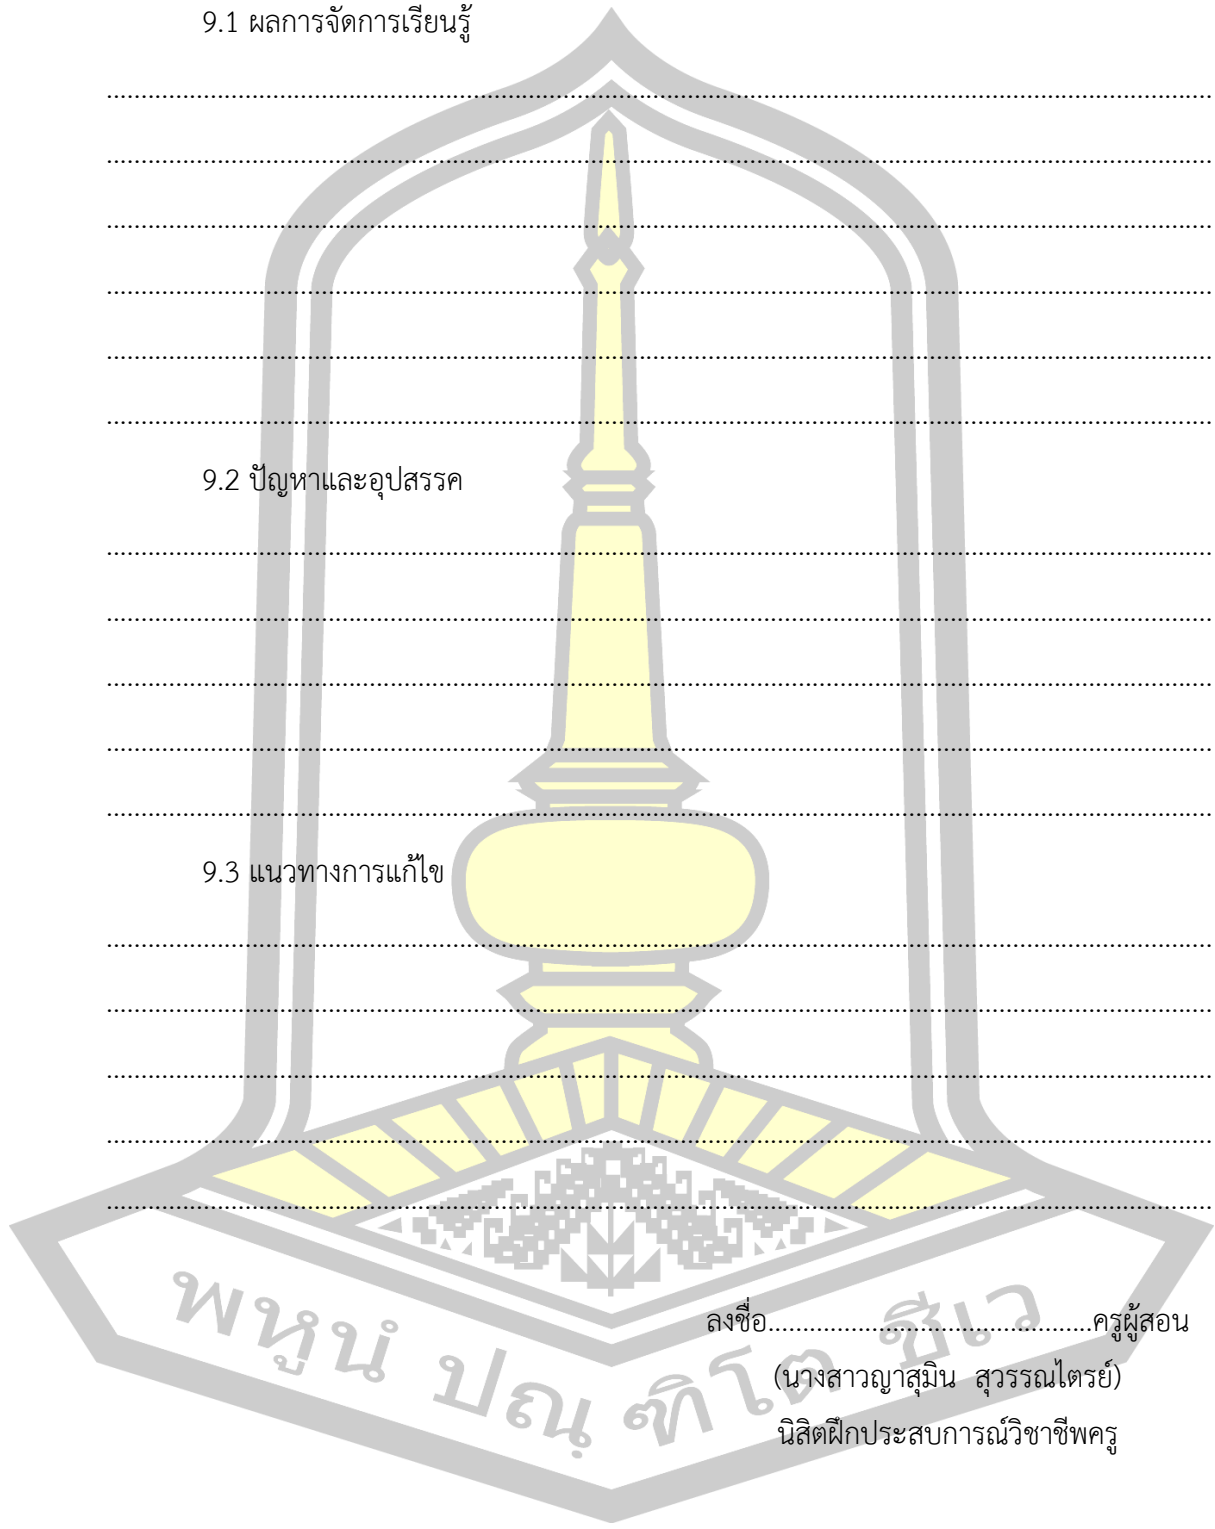 9.1 ผลการจัดการเรียนรู้
................................................................................
................................................................................
................................................................................
................................................................................
................................................................................
................................................................................
9.2 ปัญหาและอุปสรรค
................................................................................
................................................................................
................................................................................
................................................................................
................................................................................
9.3 แนวทางการแก้ไข
................................................................................
................................................................................
................................................................................
................................................................................
................................................................................
ลงชื่อ................................................ครูผู้สอน
(นางสาวญาสุมิน สุวรรณไตรย์)
นิสิตฝึกประสบการณ์วิชาชีพครู
พหูนํ ปณฺฑิโต ชีเว